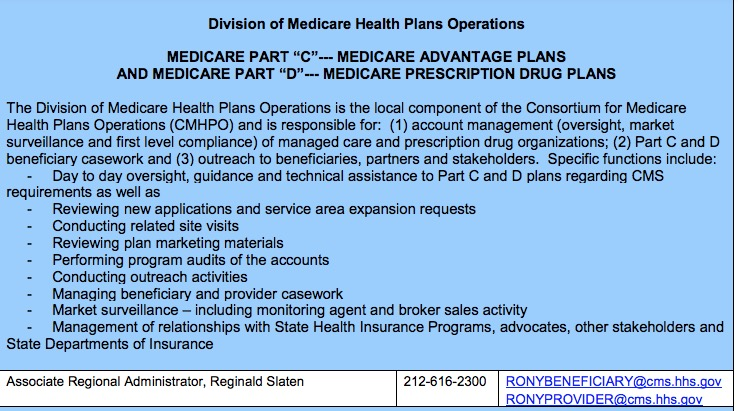 Division of Medicare Health Plans Operations
MEDICARE PART “C”--- MEDICARE ADVANTAGE PLANS
AND MEDICARE PART “D”--- MEDICARE PRESCRIPTION DRUG PLANS
The Division of Medicare Health Plans Operations is the local component of the Consortium for Medicare
Health Plans Operations (CMHPO) and is responsible for:  (1) account management (oversight, market
surveillance and first level compliance) of managed care and prescription drug organizations; (2) Part C and D
beneficiary casework and (3) outreach to beneficiaries, partners and stakeholders.  Specific functions include:
- Day to day oversight, guidance and technical assistance to Part C and D plans regarding CMS
requirements as well as
- Reviewing new applications and service area expansion requests
- Conducting related site visits
- Reviewing plan marketing materials
- Performing program audits of the accounts
- Conducting outreach activities
- Managing beneficiary and provider casework
- Market surveillance – including monitoring agent and broker sales activity
- Management of relationships with State Health Insurance Programs, advocates, other stakeholders and
State Departments of Insurance
Associate Regional Administrator, Reginald Slaten 212-616-2300 RONYBENEFICIARY@cms.hhs.gov
RONYPROVIDER@cms.hhs.gov